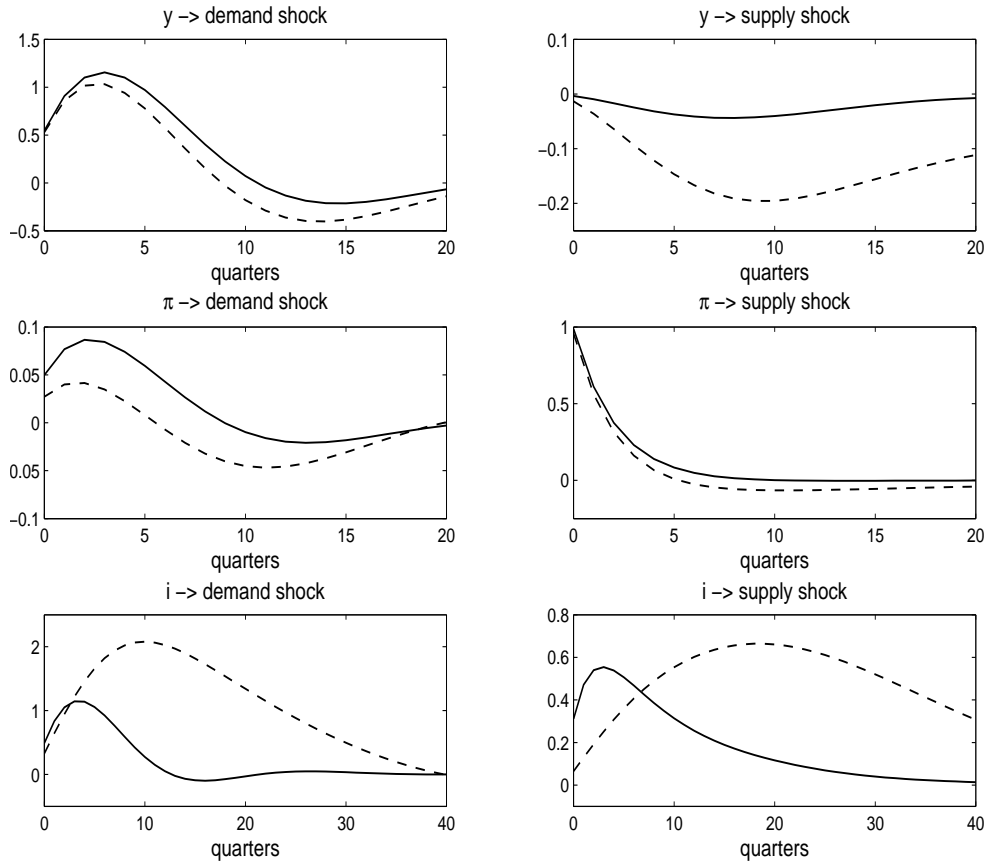 y −> demand shock
1.5
1
0.5
0
−0.5
0 5 10 15 20
quarters
y −> supply shock
0.1
0
−0.1
−0.2
0 5 10 15 20
quarters
π −> demand shock
0.1
0.05
0
0.05
−0.1
0 5 10 15 20
quarters
π −> supply shock
1
0.5
0
0 5 10 15 20
quarters
i −> demand shock
2
1
0
0 10 20 30 40
quarters
i −> supply shock
0.8
0.6
0.4
0.2
0
0 10 20 30 40
quarters